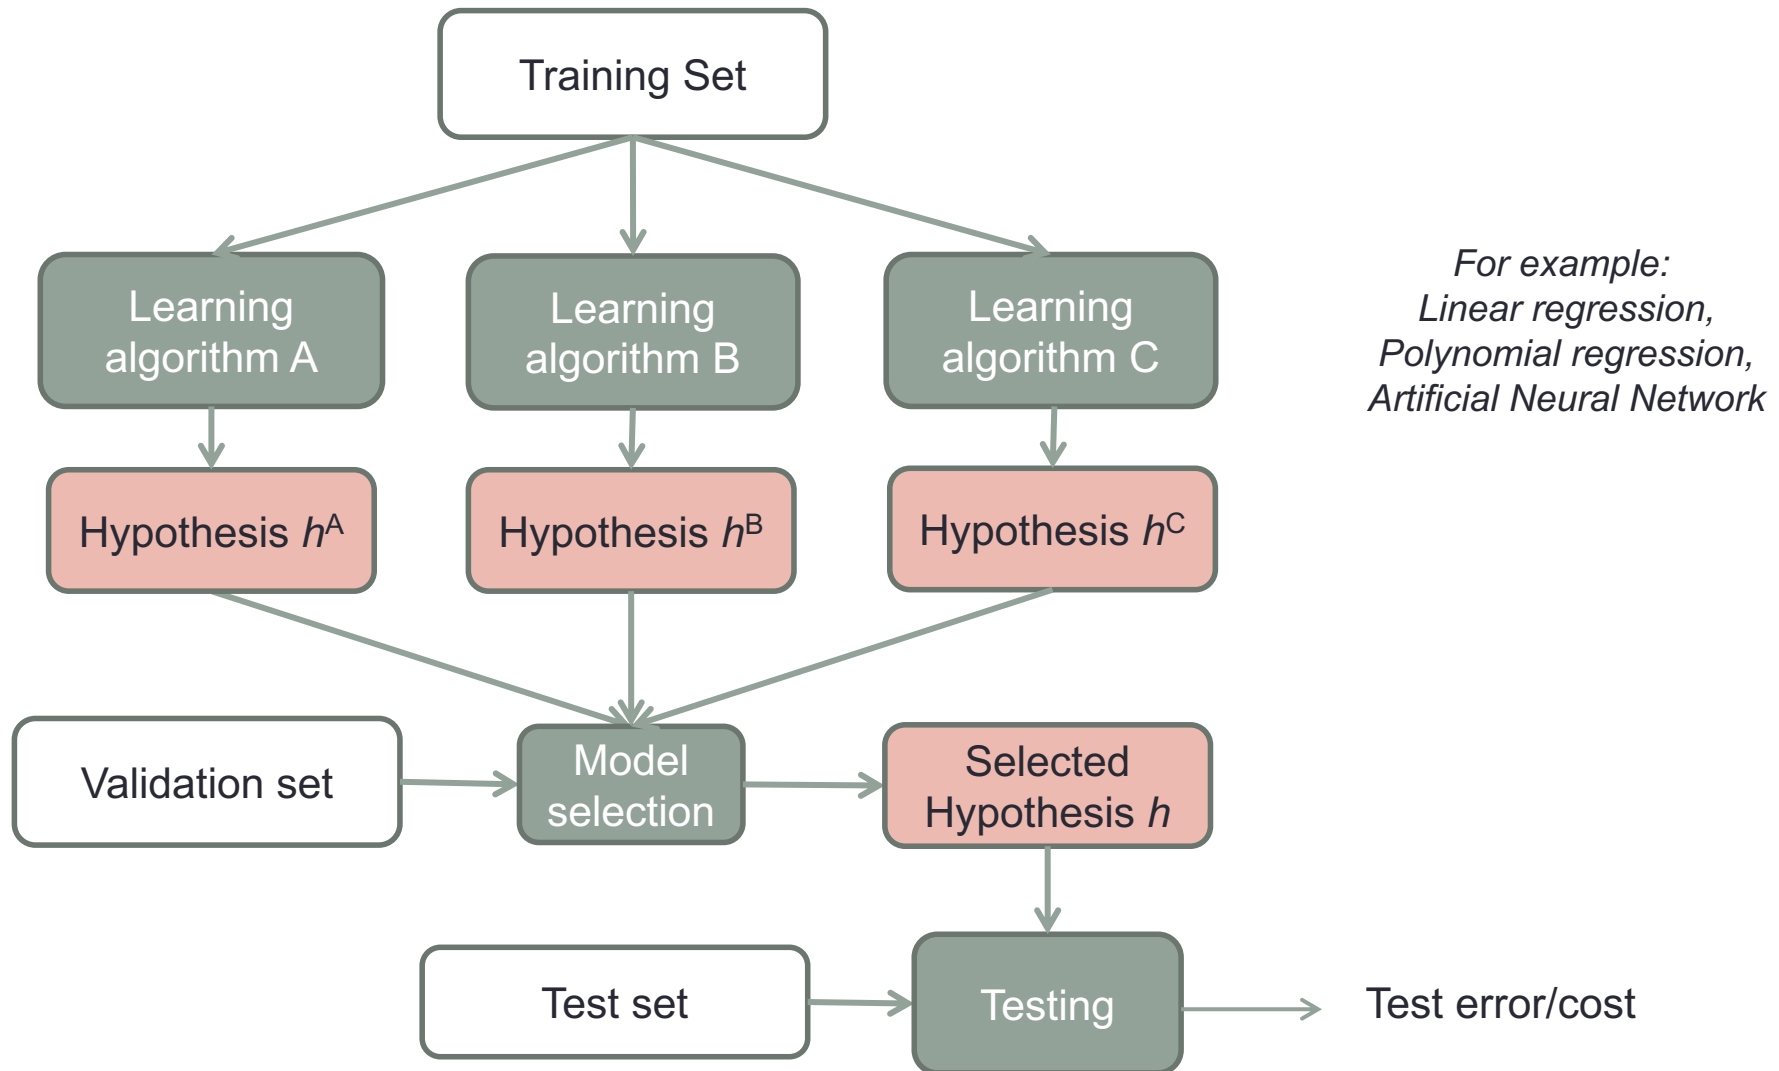 Training Set
Learning
algorithm A
Learning
algorithm B
Learning
algorithm C
For example:
Linear regression,
Polynomial regression,
Artificial Neural Network
Hypothesis hᴬ
Hypothesis hᴮ
Hypothesis hᶜ
Validation set
Model
selection
Selected
Hypothesis h
Test set
Testing
Test error/cost